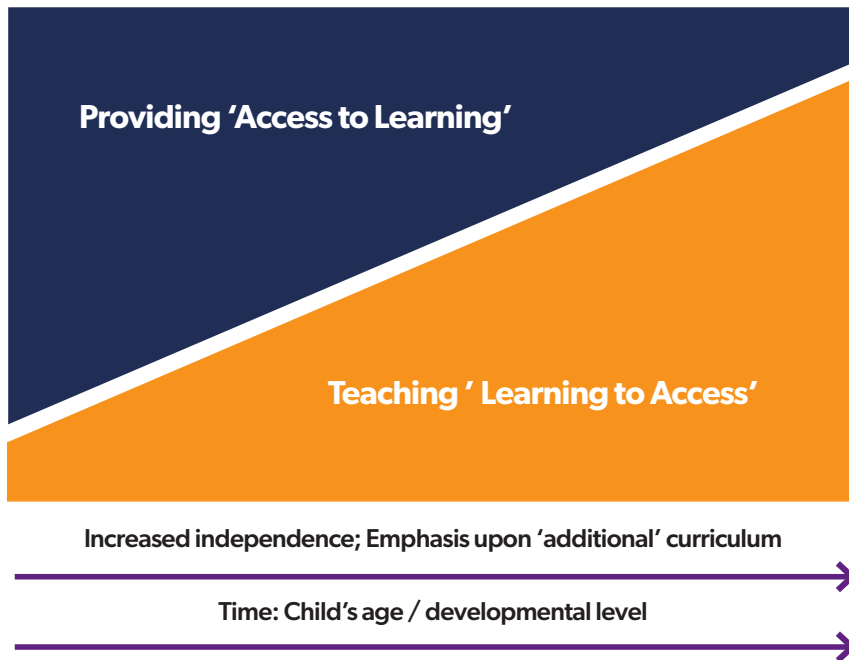 Providing ‘Access to Learning’
Teaching ’ Learning to Access’
Increased independence; Emphasis upon ‘additional’ curriculum
Time: Child’s age / developmental level